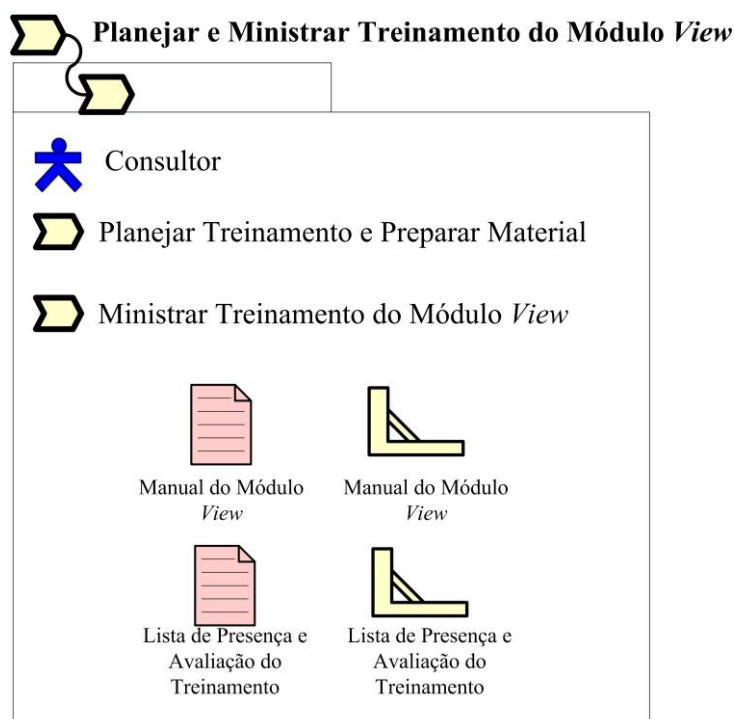 Planejar e Ministrar Treinamento do Módulo View
Consultor
Planejar Treinamento e Preparar Material
Ministrar Treinamento do Módulo View
Manual do Módulo
View
Manual do Módulo
View
Lista de Presença e
Avaliação do
Treinamento
Lista de Presença e
Avaliação do
Treinamento